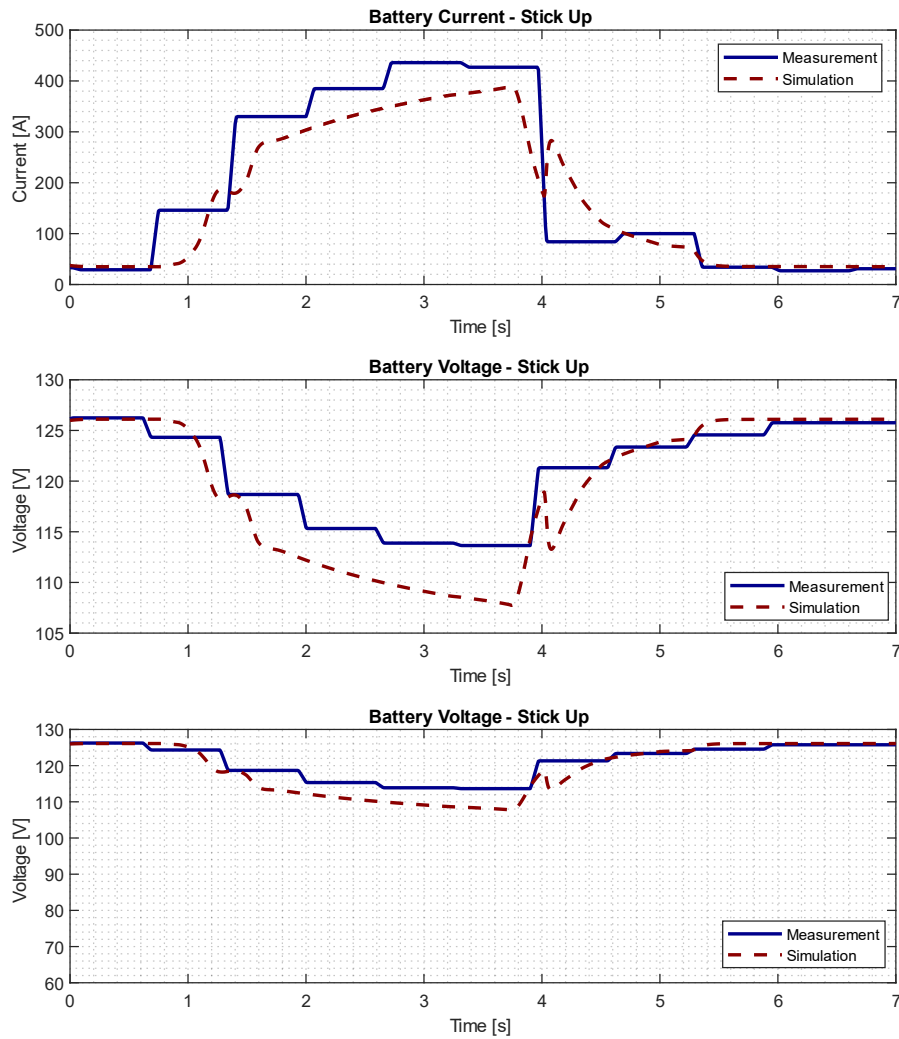 Battery Current - Stick Up
500
400
300
200
100
0
Current [A]
Measurement
Simulation
0 1 2 3 4 5 6 7
Time [s]
Battery Voltage - Stick Up
130
125
120
115
110
105
Voltage [V]
Measurement
Simulation
0 1 2 3 4 5 6 7
Time [s]
Battery Voltage - Stick Up
130
120
110
100
90
80
70
60
Voltage [V]
Measurement
Simulation
0 1 2 3 4 5 6 7
Time [s]